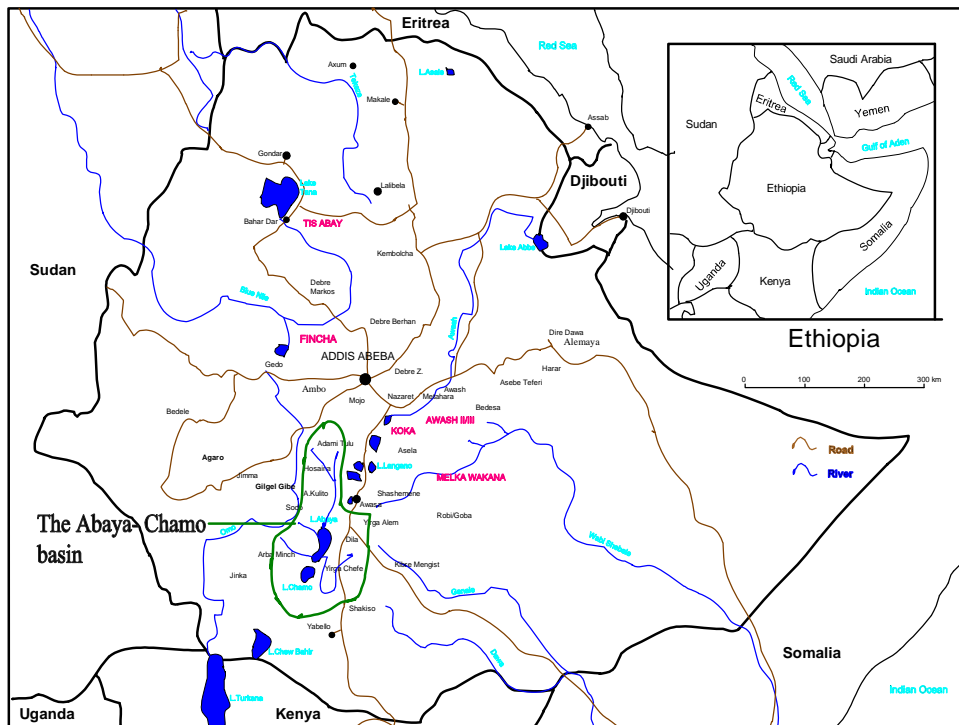 Eritrea
Red Sea
Axum
L.Assale
Tekeze
Makale
Assab
Gondar
Lake
Tana
Lalibela
Djibouti
Djibouti
Bahar Dar
TIS ABAY
Lake Abbe
Kembolcha
Sudan
Debre
Markos
Blue Nile
Awash
Debre Berhan
Dire Dawa
FINCHA
Alemaya
ADDIS ABEBA
Gedo
Debre Z.
Harar
Ambo
Asebe Teferi
Awash
Nazaret
Metahara
Mojo
Bedele
Bedesa
AWASH II/III
KOKA
Adami Tulu
Asela
Agaro
Hosaina
L.Langano
Jimma
MELKA WAKANA
Gilgel Gibe
A.Kulito
Shashemene
Sodo
Awasa
The Abaya- Chamo
basin
Omo
L.Abaya
Yirga Alem
Robi/Goba
Wabi Shebele
Dila
Arba Minch
Yirga Chefe
Kibre Mengist
Jinka
L.Chamo
Genale
Shakiso
Yabello
L.Chew Bahir
Dawa
Somalia
L.Turkana
Indian Ocean
Uganda
Kenya
Saudi Arabia
Red Sea
Eritrea
Yemen
Sudan
Gulf of Aden
Ethiopia
Somalia
Uganda
Kenya
Indian Ocean
Ethiopia
0 100 200 300 km
Road
River